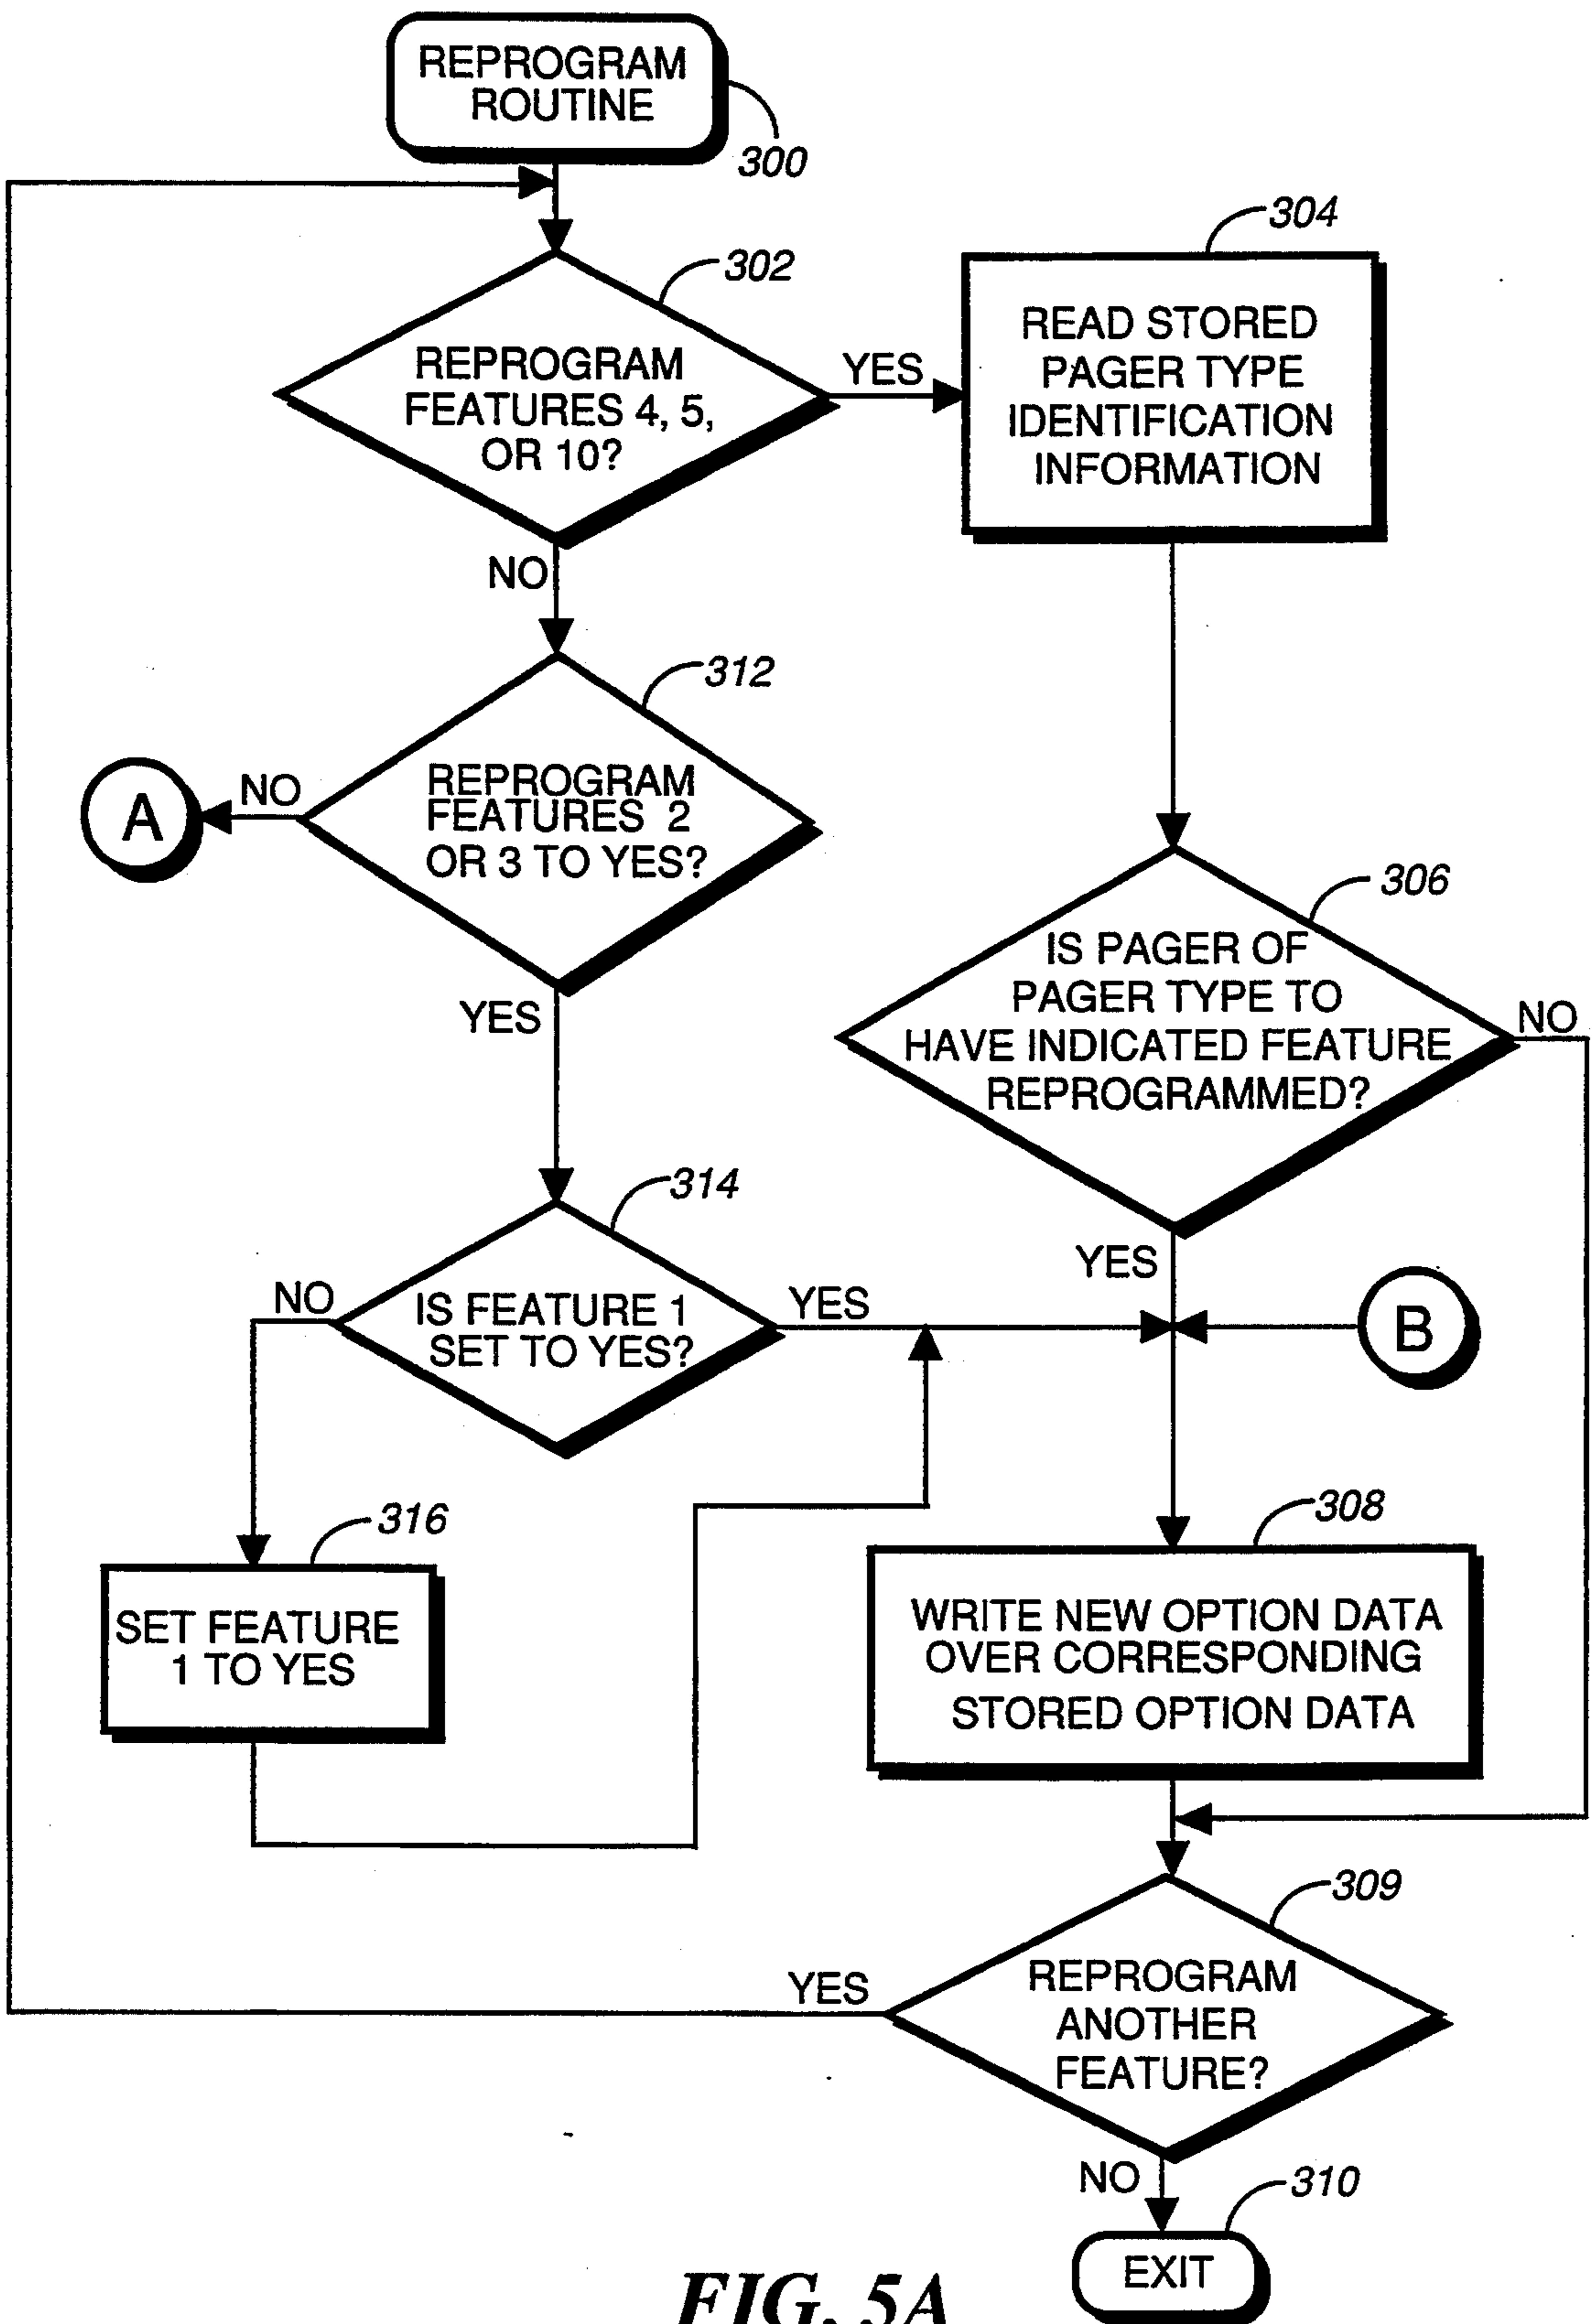 REPROGRAM
ROUTINE
300
302
REPROGRAM
FEATURES 4, 5,
OR 10?
YES
NO
304
READ STORED
PAGER TYPE
IDENTIFICATION
INFORMATION
312
REPROGRAM
FEATURES 2
OR 3 TO YES?
NO
A
YES
306
IS PAGER OF
PAGER TYPE TO
HAVE INDICATED FEATURE
REPROGRAMMED?
NO
YES
314
IS FEATURE 1
SET TO YES?
NO
YES
B
316
SET FEATURE
1 TO YES
308
WRITE NEW OPTION DATA
OVER CORRESPONDING
STORED OPTION DATA
309
REPROGRAM
ANOTHER
FEATURE?
YES
NO
310
EXIT
FIG. 5A